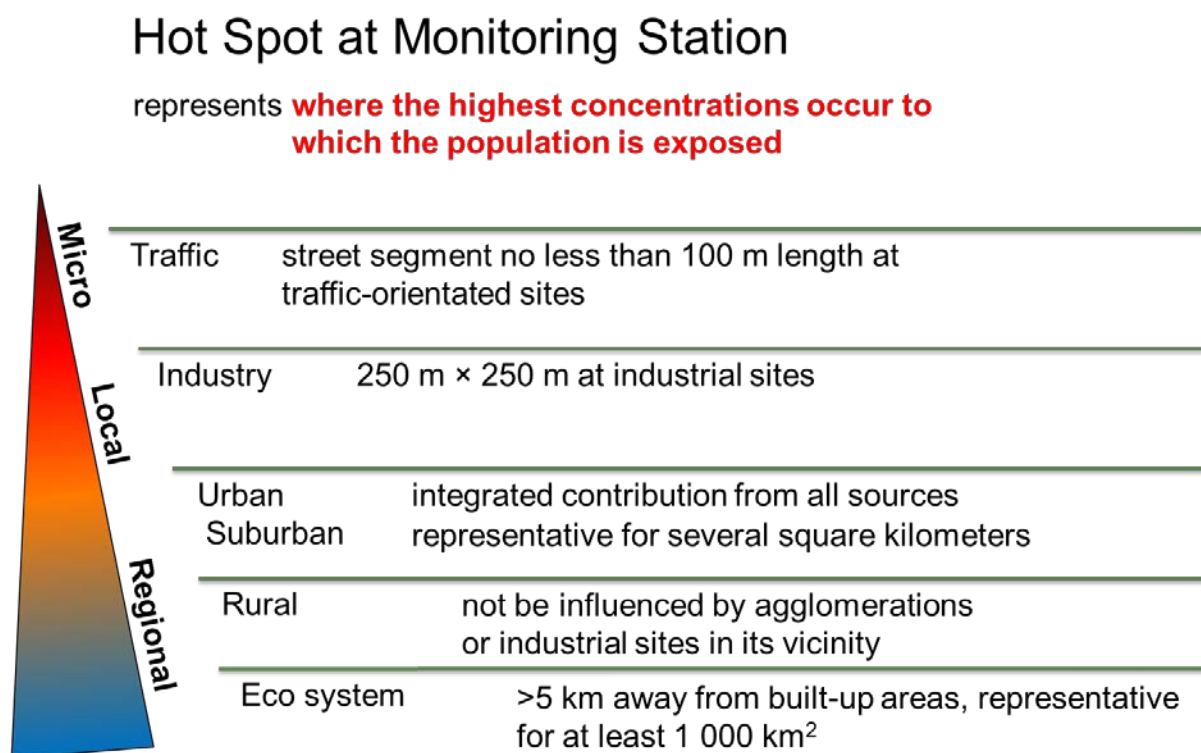 Hot Spot at Monitoring Station
represents where the highest concentrations occur to
which the population is exposed
Micro
Traffic street segment no less than 100 m length at
traffic-orientated sites
Industry 250 m × 250 m at industrial sites
Local
Urban integrated contribution from all sources
Suburban representative for several square kilometers
Regional
Rural not be influenced by agglomerations
or industrial sites in its vicinity
Eco system >5 km away from built-up areas, representative
for at least 1 000 km²